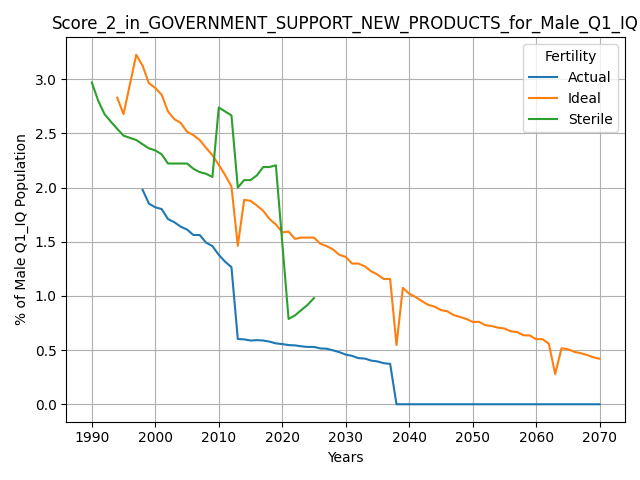 Score_2_in_GOVERNMENT_SUPPORT_NEW_PRODUCTS_for_Male_Q1_IQ
Fertility
Actual
Ideal
Sterile
% of Male Q1_IQ Population
3.0
2.5
2.0
1.5
1.0
0.5
0.0
1990 2000 2010 2020 2030 2040 2050 2060 2070
Years